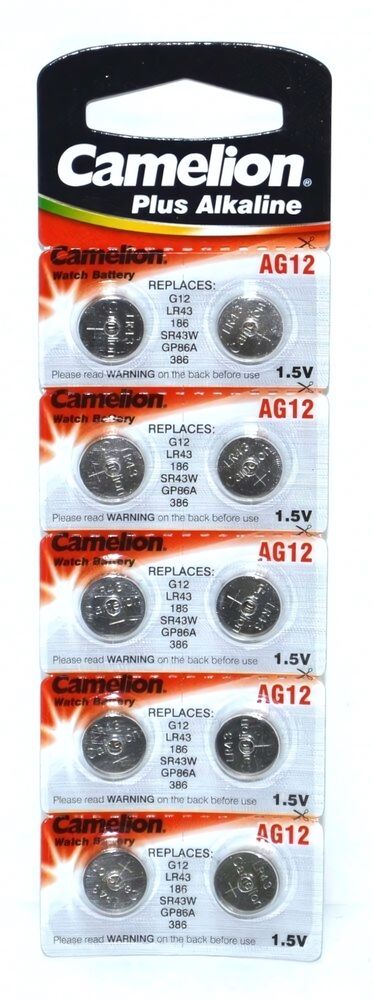 Camelion®
Plus Alkaline
Camelion®
Watch Battery
AG12
REPLACES:
G12
LR43
186
SR43W
GP86A
386
Please read WARNING on the back before use
1.5V
Camelion®
Watch Battery
AG12
REPLACES:
G12
LR43
186
SR43W
GP86A
386
Please read WARNING on the back before use
1.5V
Camelion®
Watch Battery
AG12
REPLACES:
G12
LR43
186
SR43W
GP86A
386
Please read WARNING on the back before use
1.5V
Camelion®
Watch Battery
AG12
REPLACES:
G12
LR43
186
SR43W
GP86A
386
Please read WARNING on the back before use
1.5V
Camelion®
Watch Battery
AG12
REPLACES:
G12
LR43
186
SR43W
GP86A
386
Please read WARNING on the back before use
1.5V